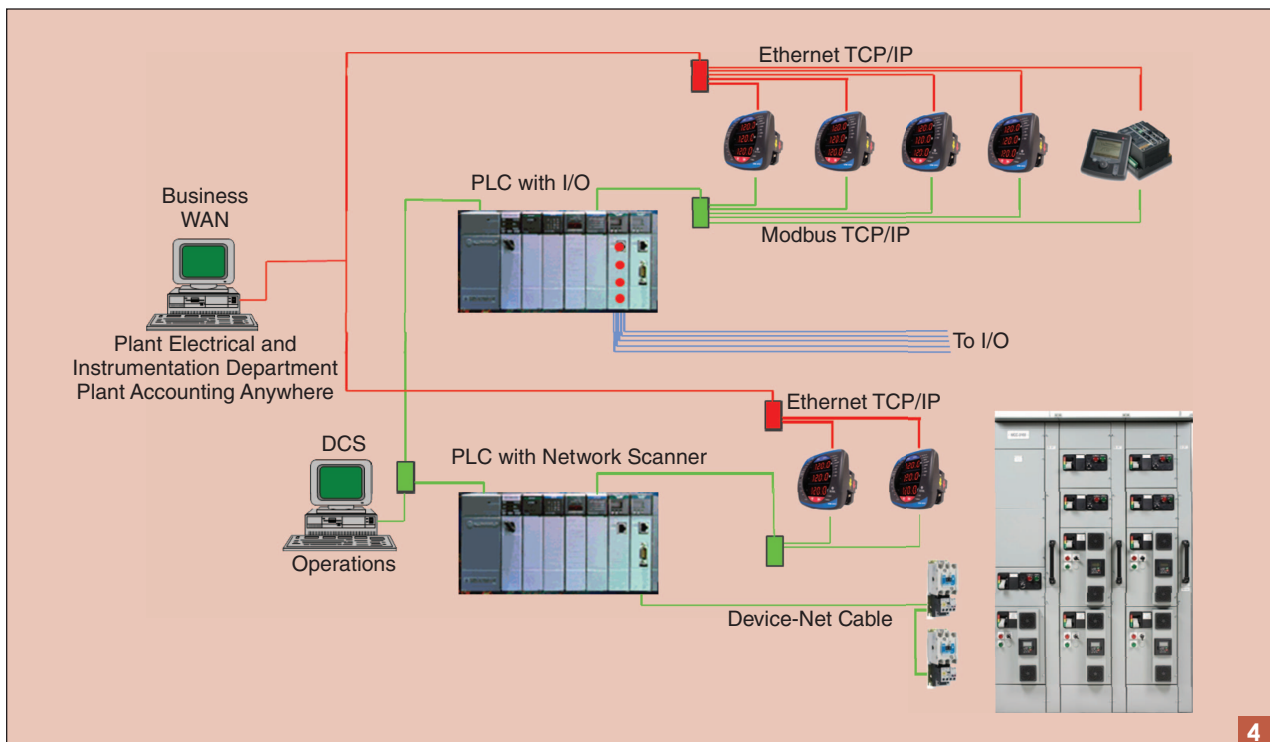 Ethernet TCP/IP
PLC with I/O
Modbus TCP/IP
Business
WAN
Plant Electrical and
Instrumentation Department
Plant Accounting Anywhere
To I/O
Ethernet TCP/IP
DCS
PLC with Network Scanner
Operations
Device-Net Cable
4